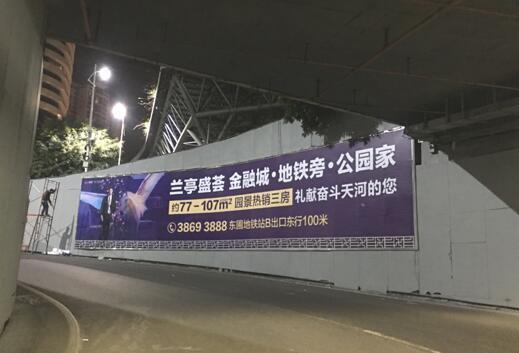 兰亭盛荟 金融城·地铁旁·公园家
约77-107m² 园景热销三房 礼献奋斗天河的您
3869 3888 东圃地铁站B出口东行100米